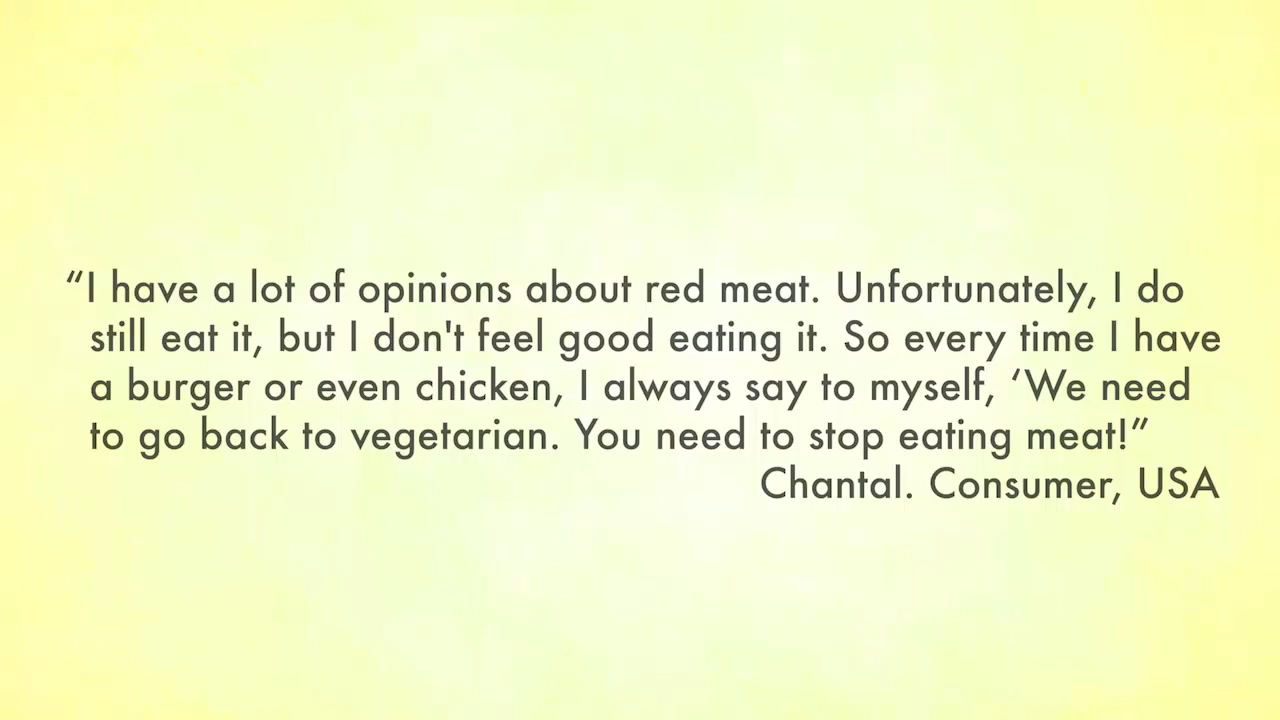 “I have a lot of opinions about red meat. Unfortunately, I do
still eat it, but I don't feel good eating it. So every time I have
a burger or even chicken, I always say to myself, ‘We need
to go back to vegetarian. You need to stop eating meat!”
Chantal. Consumer, USA